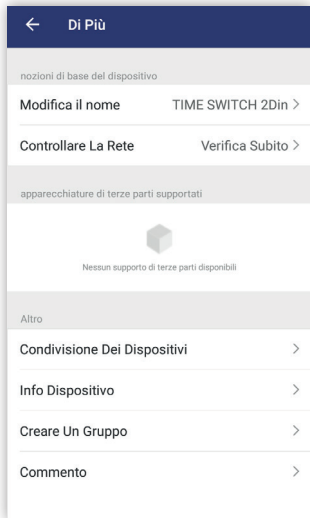 ← Di Più
nozioni di base del dispositivo
Modifica il nome TIME SWITCH 2Din >
Controllare La Rete Verifica Subito >
apparecchiature di terze parti supportati
Nessun supporto di terze parti disponibili
Altro
Condivisione Dei Dispositivi >
Info Dispositivo >
Creare Un Gruppo >
Commento >